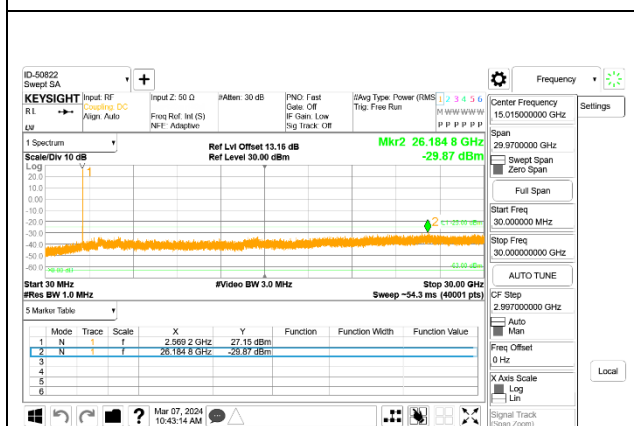 ID-50822
Swept SA
Frequency
KEYSIGHT
Input: RF
Input Z: 50 Ω
#Atten: 30 dB
PNO: Fast
#Avg Type: Power (RMS
1 2 3 4 5 6
RL
Coupling: DC
Gate: Off
Trig: Free Run
M W W W W W
Align: Auto
Freq Ref: Int (S)
IF Gain: Low
NFE: Adaptive
Sig Track: Off
P P P P P P
Center Frequency
15.015000000 GHz
Settings
1 Spectrum
Ref Lvl Offset 13.16 dB
Mkr2 26.184 8 GHz
Scale/Div 10 dB
Ref Level 30.00 dBm
-29.87 dBm
Span
29.9700000 GHz
Swept Span
Zero Span
Log
1
20.0
10.0
0.00
-10.0
-20.0
2
-30.0
-40.0
-50.0
-60.0
Full Span
Start Freq
30.000000 MHz
Stop Freq
30.000000000 GHz
AUTO TUNE
Start 30 MHz
#Video BW 3.0 MHz
Stop 30.00 GHz
#Res BW 1.0 MHz
Sweep ~54.3 ms (40001 pts)
CF Step
2.997000000 GHz
Auto
Man
5 Marker Table
Mode Trace Scale X Y Function Function Width Function Value
1 N 1 f 2.569 2 GHz 27.15 dBm
2 N 1 f 26.184 8 GHz -29.87 dBm
3
4
5
6
Freq Offset
0 Hz
Local
X Axis Scale
Log
Lin
Mar 07, 2024
10:43:14 AM
Signal Track
(Span Zoom)